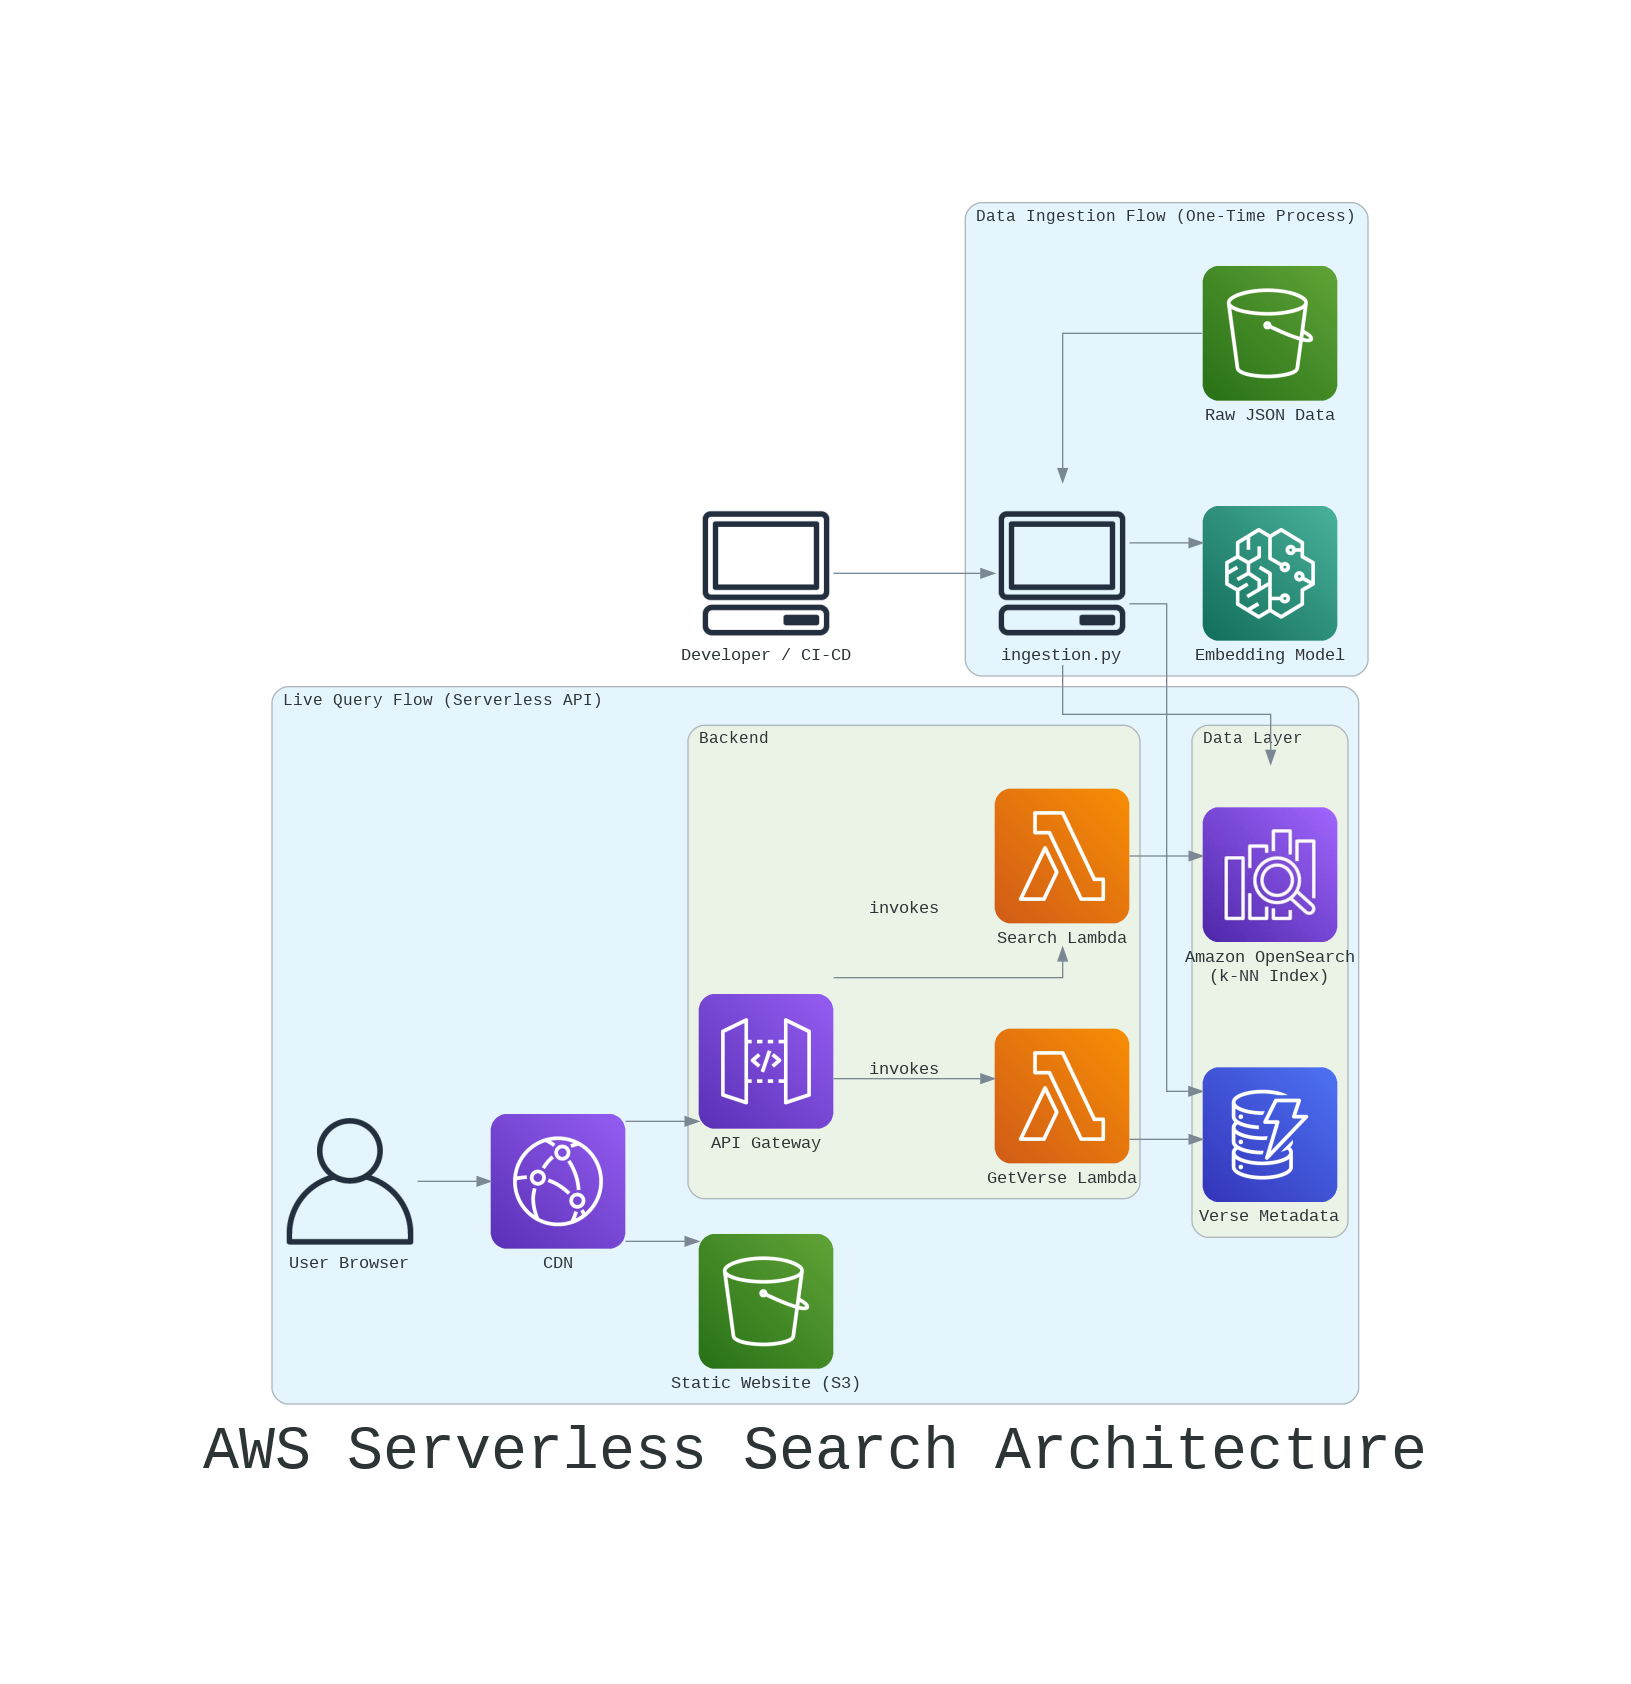 Data Ingestion Flow (One-Time Process)
Raw JSON Data
Developer / CI-CD
ingestion.py
Embedding Model
Live Query Flow (Serverless API)
Backend
Data Layer
invokes
Search Lambda
Amazon OpenSearch
(k-NN Index)
invokes
API Gateway
GetVerse Lambda
Verse Metadata
User Browser
CDN
Static Website (S3)
AWS Serverless Search Architecture